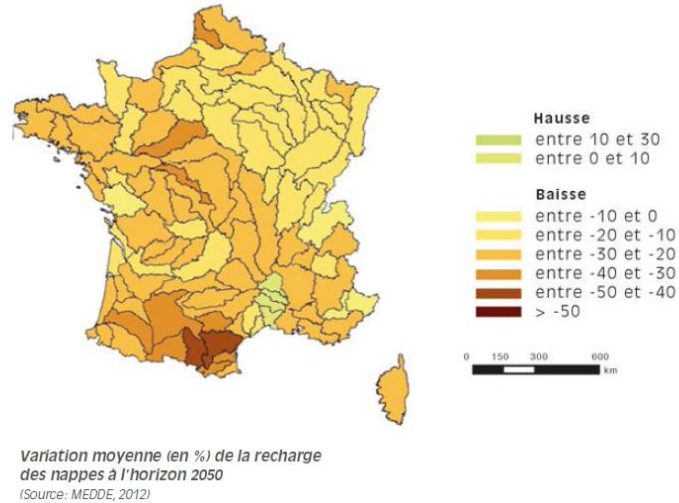 Hausse
entre 10 et 30
entre 0 et 10
Baisse
entre -10 et 0
entre -20 et -10
entre -30 et -20
entre -40 et -30
entre -50 et -40
> -50
0 150 300 600
km
Variation moyenne (en %) de la recharge
des nappes à l'horizon 2050
(Source: MEDDE, 2012)